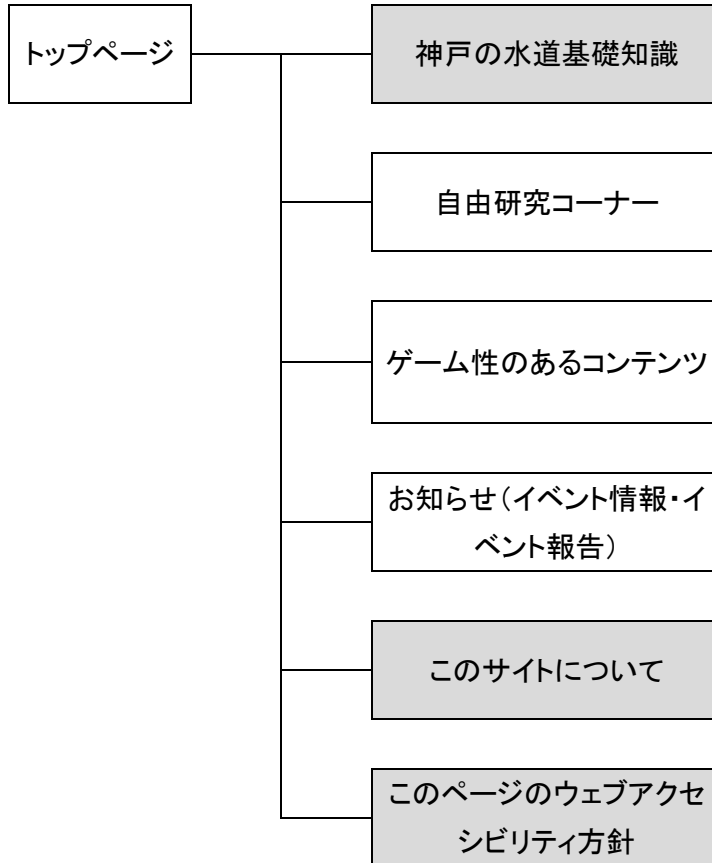 トップページ
神戸の水道基礎知識
自由研究コーナー
ゲーム性のあるコンテンツ
お知らせ（イベント情報・イ
ベント報告）
このサイトについて
このページのウェブアクセ
シビリティ方針